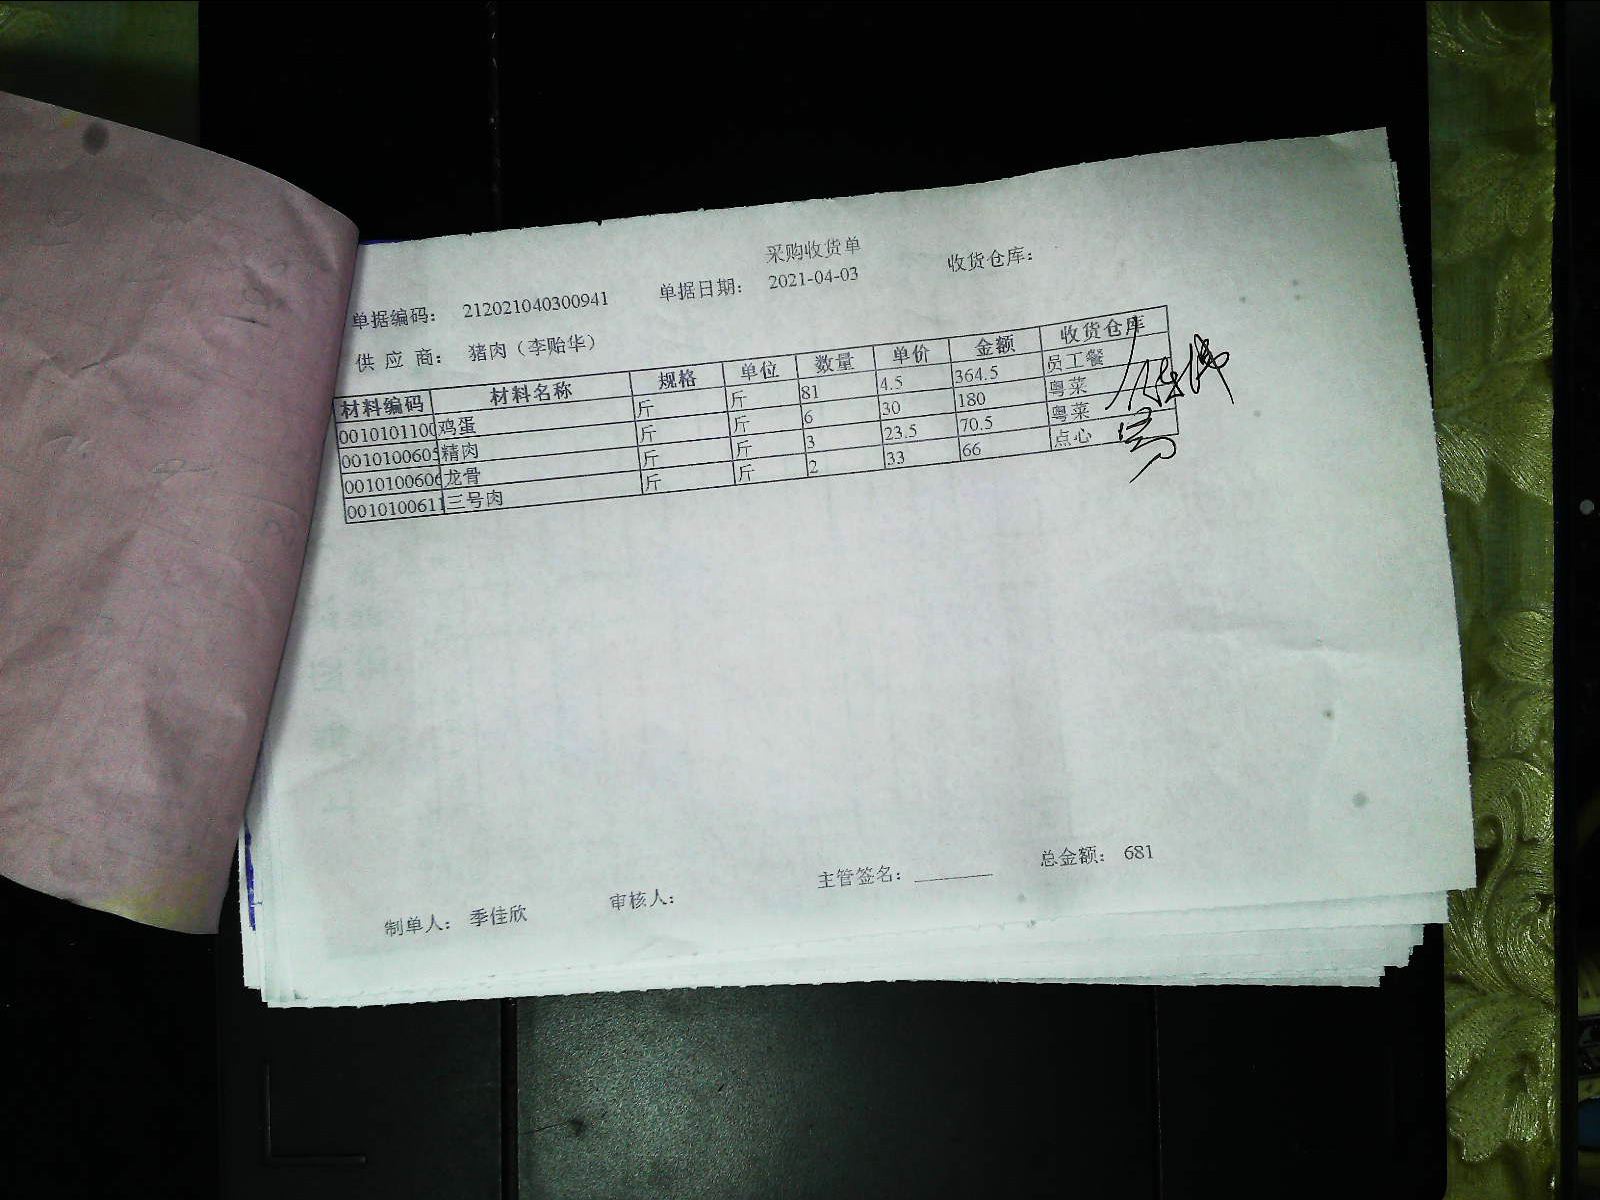 采购收货单
单据编码： 212021040300941 单据日期： 2021-04-03 收货仓库：
供 应 商： 猪肉（李贻华）
材料编码 材料名称 规格 单位 数量 单价 金额 收货仓库
0010101100 鸡蛋 斤 斤 81 4.5 364.5 员工餐
001010060 精肉 斤 斤 6 30 180 粤菜
001010060 龙骨 斤 斤 3 23.5 70.5 粤菜
001010061 三号肉 斤 斤 2 33 66 点心
制单人： 季佳欣 审核人： 主管签名： 总金额： 681